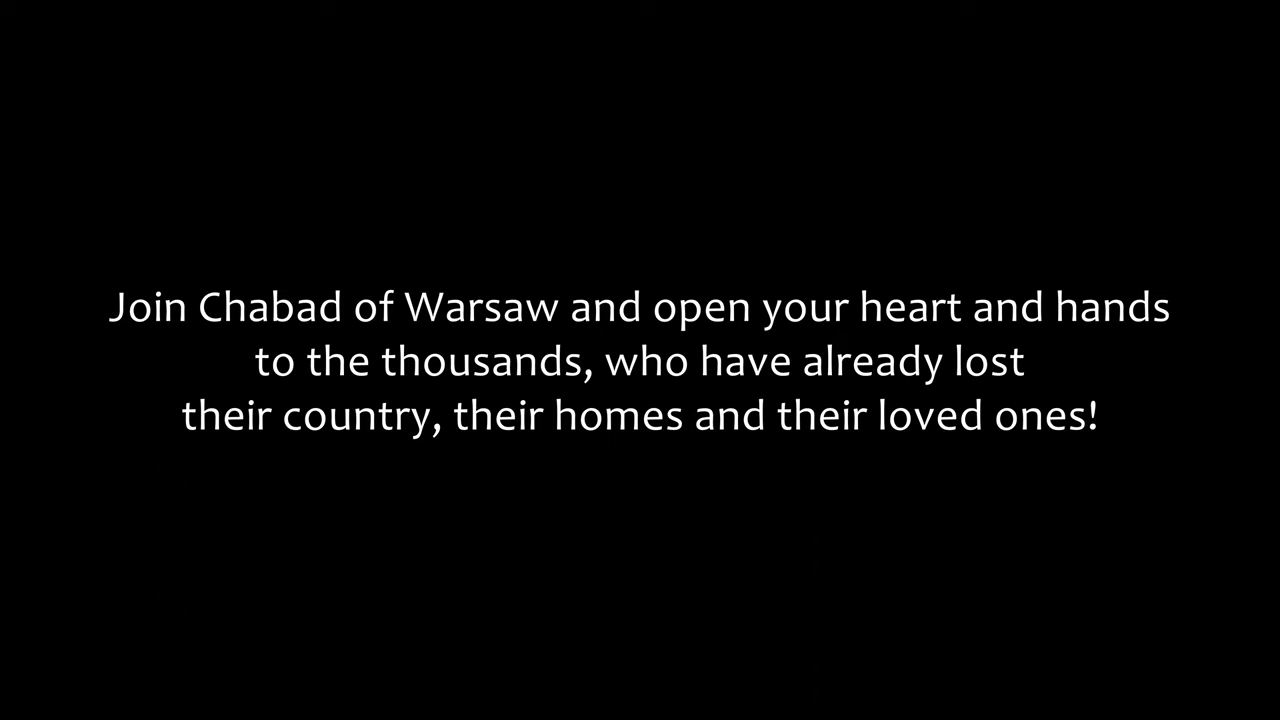 Join Chabad of Warsaw and open your heart and hands
to the thousands, who have already lost
their country, their homes and their loved ones!